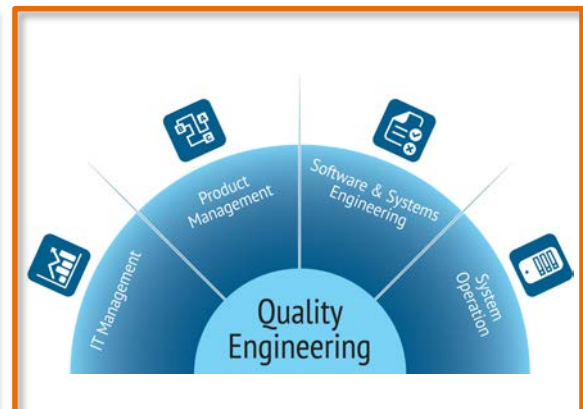 IT Management
Product
Management
Software & Systems
Engineering
System
Operation
Quality
Engineering